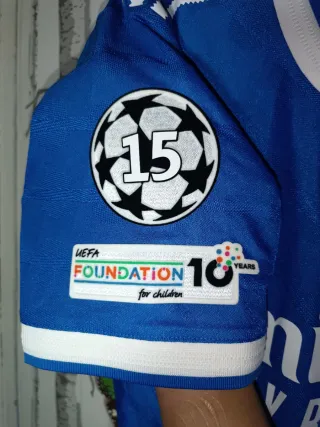 15
UEFA
FOUNDATION 10 YEARS
for children